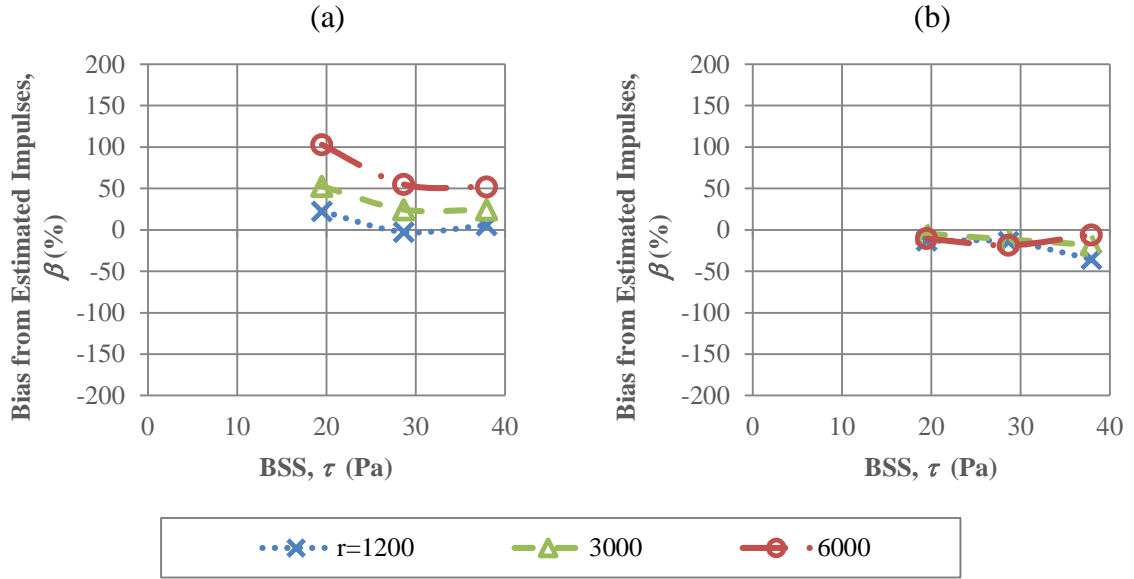 (a)
Bias from Estimated Impulses,
β (%)
200
150
100
50
0
-50
-100
-150
-200
0 10 20 30 40
BSS, τ (Pa)
(b)
Bias from Estimated Impulses,
β (%)
200
150
100
50
0
-50
-100
-150
-200
0 10 20 30 40
BSS, τ (Pa)
r=1200 3000 6000